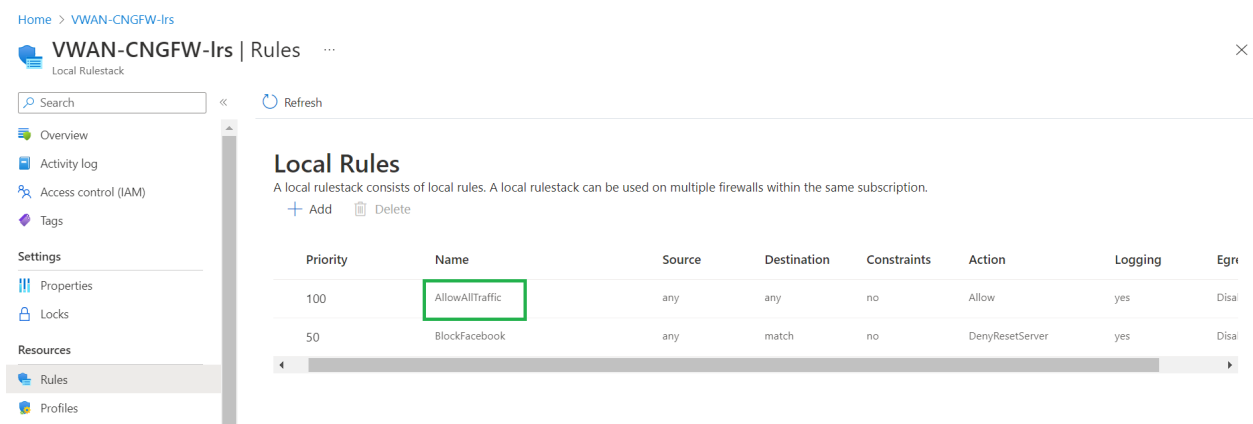 Home > VWAN-CNGFW-lrs
VWAN-CNGFW-lrs | Rules ...
Local Rulestack
Search «
Refresh
Overview
Activity log
Access control (IAM)
Tags
Settings
Properties
Locks
Resources
Rules
Profiles
Local Rules
A local rulestack consists of local rules. A local rulestack can be used on multiple firewalls within the same subscription.
+ Add Delete
Priority Name Source Destination Constraints Action Logging Egre
100 AllowAllTraffic any any no Allow yes Disa
50 BlockFacebook any match no DenyResetServer yes Disa